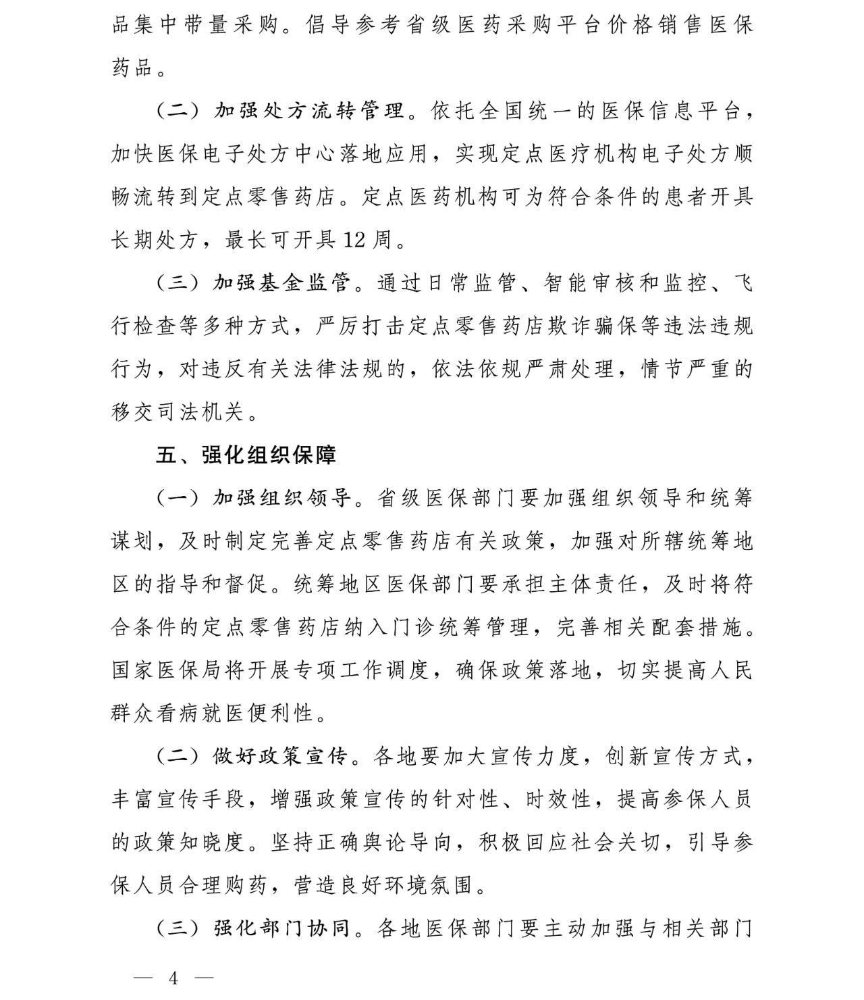 品集中带量采购。倡导参考省级医药采购平台价格销售医保
药品。
（二）加强处方流转管理。依托全国统一的医保信息平台，
加快医保电子处方中心落地应用，实现定点医疗机构电子处方顺
畅流转到定点零售药店。定点医药机构可为符合条件的患者开具
长期处方，最长可开具 12 周。
（三）加强基金监管。通过日常监管、智能审核和监控、飞
行检查等多种方式，严厉打击定点零售药店欺诈骗保等违法违规
行为，对违反有关法律法规的，依法依规严肃处理，情节严重的
移交司法机关。
五、强化组织保障
（一）加强组织领导。省级医保部门要加强组织领导和统筹
谋划，及时制定完善定点零售药店有关政策，加强对所辖统筹地
区的指导和督促。统筹地区医保部门要承担主体责任，及时将符
合条件的定点零售药店纳入门诊统筹管理，完善相关配套措施。
国家医保局将开展专项工作调度，确保政策落地，切实提高人民
群众看病就医便利性。
（二）做好政策宣传。各地要加大宣传力度，创新宣传方式，
丰富宣传手段，增强政策宣传的针对性、时效性，提高参保人员
的政策知晓度。坚持正确舆论导向，积极回应社会关切，引导参
保人员合理购药，营造良好环境氛围。
（三）强化部门协同。各地医保部门要主动加强与相关部门
— 4 —